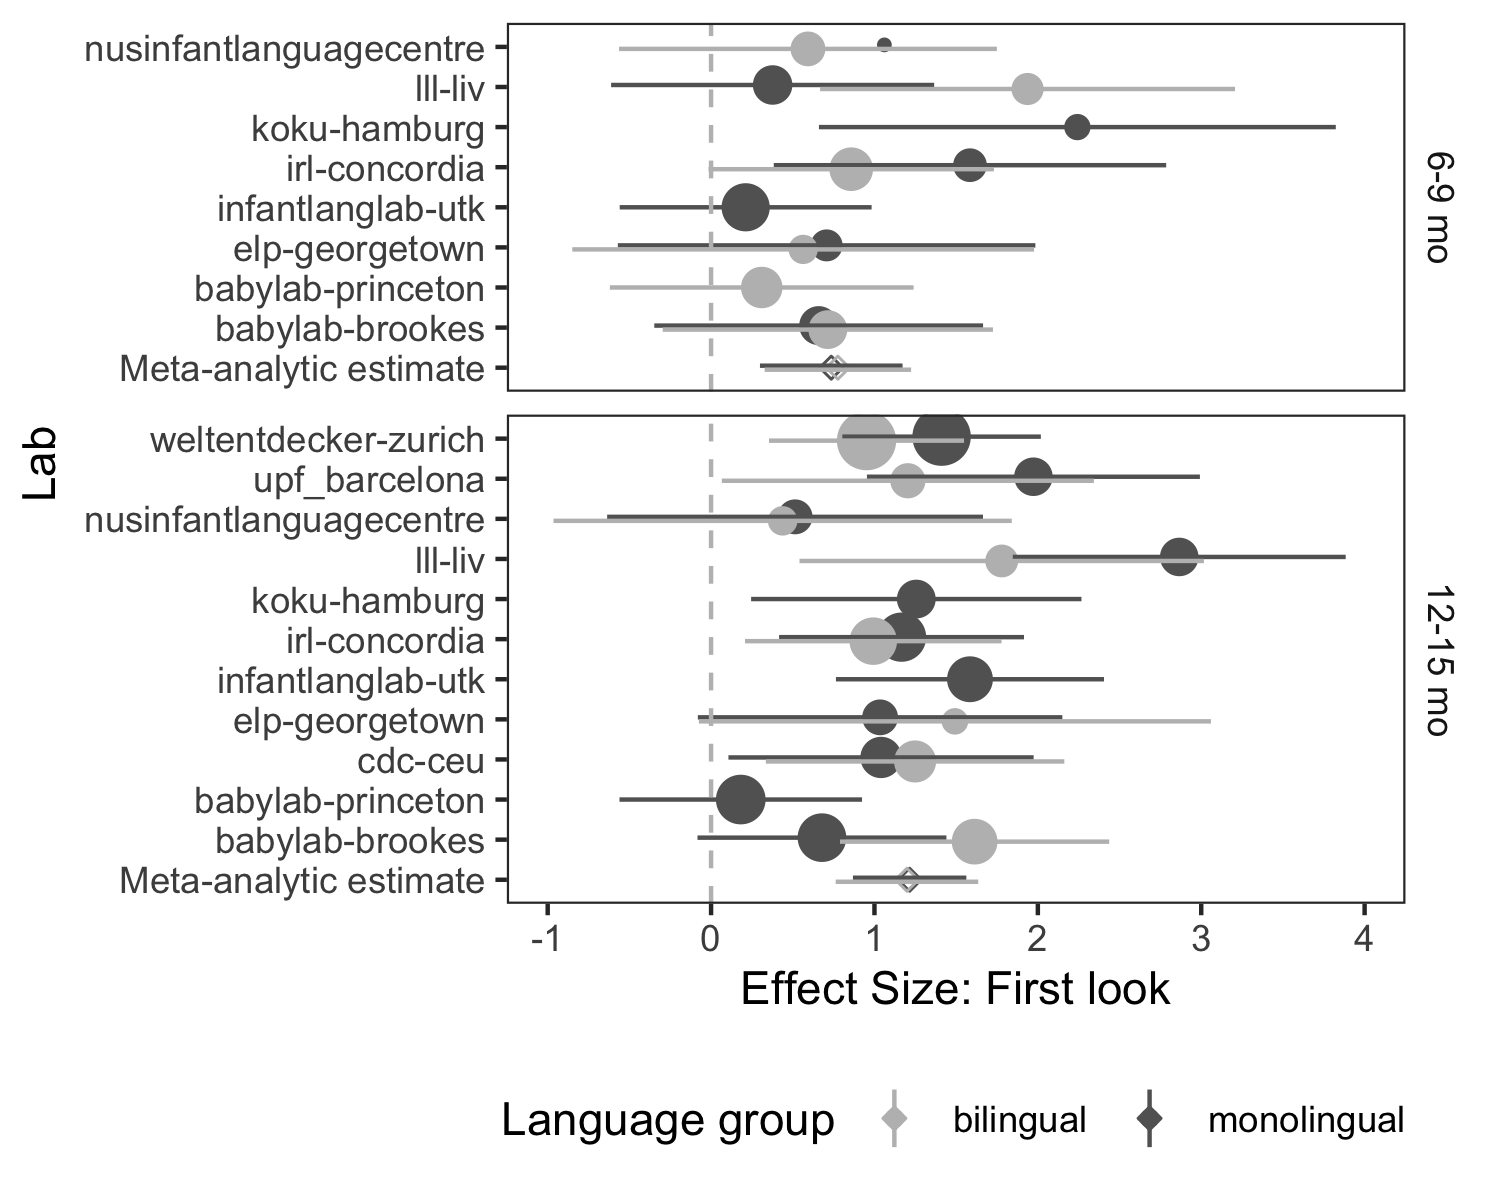 nusinfantlanguagecentre
lll-liv
koku-hamburg
irl-concordia
infantlanglab-utk
elp-georgetown
babylab-princeton
babylab-brookes
Meta-analytic estimate
6-9 mo
Lab
weltentdecker-zurich
upf_barcelona
nusinfantlanguagecentre
lll-liv
koku-hamburg
irl-concordia
infantlanglab-utk
elp-georgetown
cdc-ceu
babylab-princeton
babylab-brookes
Meta-analytic estimate
12-15 mo
-1 0 1 2 3 4
Effect Size: First look
Language group bilingual monolingual